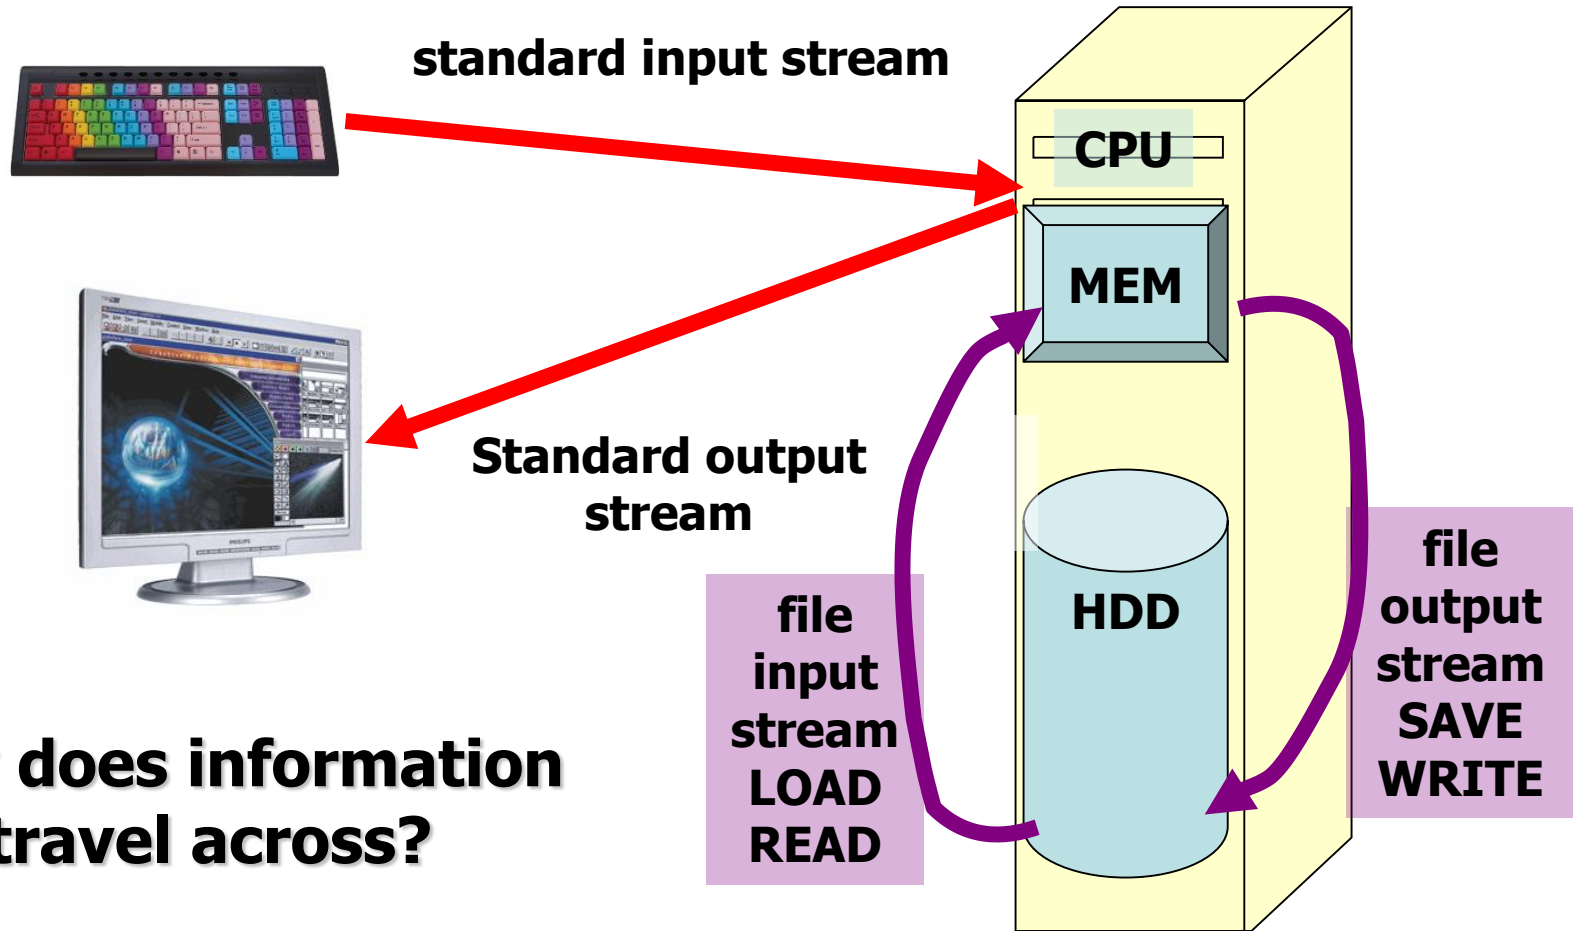 standard input stream
CPU
MEM
Standard output
stream
HDD
file
input
stream
LOAD
READ
file
output
stream
SAVE
WRITE
does information
travel across?
PHILIPS